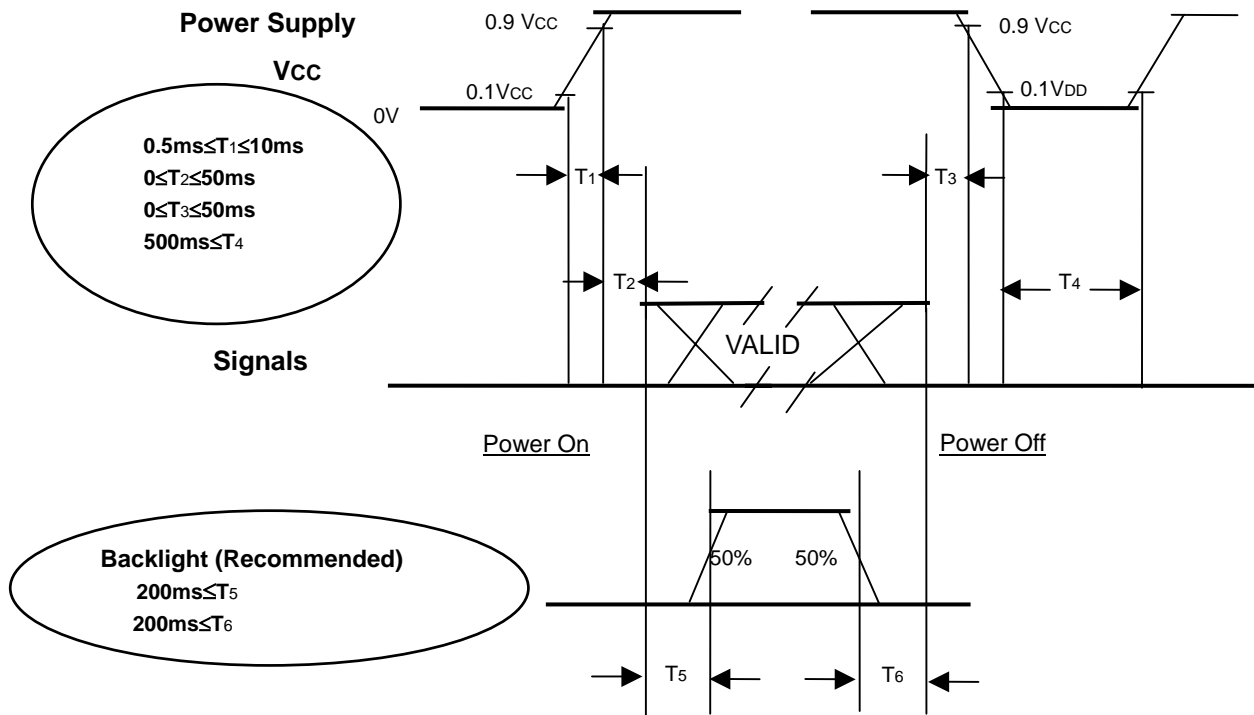 Power Supply
0.9 VCC
0.9 VCC
VCC
0.1VCC
0.1VDD
0V
0.5ms≤T1≤10ms
0≤T2≤50ms
0≤T3≤50ms
500ms≤T4
T1
T3
T2
T4
VALID
Signals
Power On
Power Off
Backlight (Recommended)
200ms≤T5
200ms≤T6
50%
50%
T5
T6